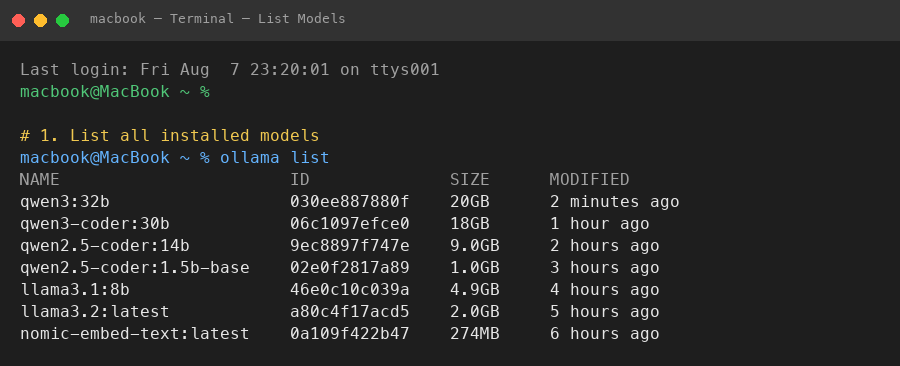 macbook — Terminal — List Models
Last login: Fri Aug  7 23:20:01 on ttys001
macbook@MacBook ~ %
# 1. List all installed models
macbook@MacBook ~ % ollama list
NAME                       ID              SIZE      MODIFIED
qwen3:32b                  030ee887880f    20GB      2 minutes ago
qwen3-coder:30b            06c1097efce0    18GB      1 hour ago
qwen2.5-coder:14b          9ec8897f747e    9.0GB     2 hours ago
qwen2.5-coder:1.5b-base    02e0f2817a89    1.0GB     3 hours ago
llama3.1:8b                46e0c10c039a    4.9GB     4 hours ago
llama3.2:latest            a80c4f17acd5    2.0GB     5 hours ago
nomic-embed-text:latest    0a109f422b47    274MB     6 hours ago